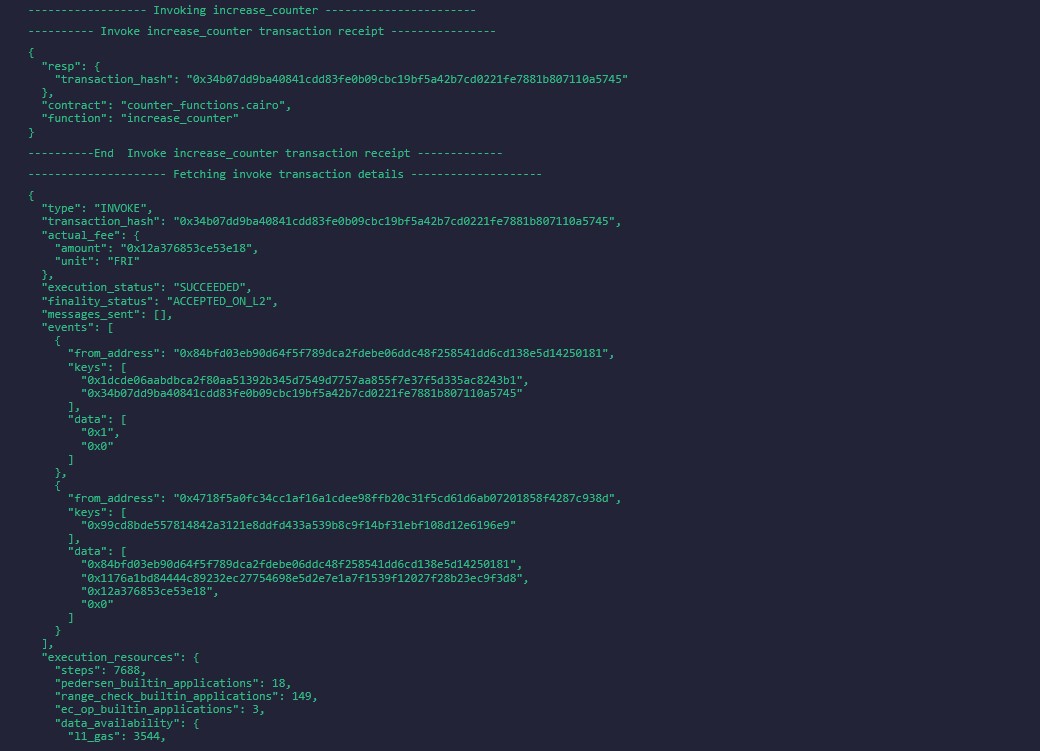 ------------------ Invoking increase_counter -----------------------
---------- Invoke increase_counter transaction receipt ----------------
{
  "resp": {
    "transaction_hash": "0x34b07dd9ba40841cdd83fe0b09cbc19bf5a42b7cd0221fe7881b807110a5745"
  },
  "contract": "counter_functions.cairo",
  "function": "increase_counter"
}
----------End  Invoke increase_counter transaction receipt -------------
--------------------- Fetching invoke transaction details --------------------
{
  "type": "INVOKE",
  "transaction_hash": "0x34b07dd9ba40841cdd83fe0b09cbc19bf5a42b7cd0221fe7881b807110a5745",
  "actual_fee": {
    "amount": "0x12a376853ce53e18",
    "unit": "FRI"
  },
  "execution_status": "SUCCEEDED",
  "finality_status": "ACCEPTED_ON_L2",
  "messages_sent": [],
  "events": [
    {
      "from_address": "0x84bfd03eb90d64f5f789dca2fdebe06ddc48f258541dd6cd138e5d14250181",
      "keys": [
        "0x1dcde06aabdbca2f80aa51392b345d7549d7757aa855f7e37f5d335ac8243b1",
        "0x34b07dd9ba40841cdd83fe0b09cbc19bf5a42b7cd0221fe7881b807110a5745"
      ],
      "data": [
        "0x1",
        "0x0"
      ]
    },
    {
      "from_address": "0x4718f5a0fc34cc1af16a1cdee98ffb20c31f5cd61d6ab07201858f4287c938d",
      "keys": [
        "0x99cd8bde557814842a3121e8ddfd433a539b8c9f14bf31ebf108d12e6196e9"
      ],
      "data": [
        "0x84bfd03eb90d64f5f789dca2fdebe06ddc48f258541dd6cd138e5d14250181",
        "0x1176a1bd84444c89232ec27754698e5d2e7e1a7f1539f12027f28b23ec9f3d8",
        "0x12a376853ce53e18",
        "0x0"
      ]
    }
  ],
  "execution_resources": {
    "steps": 7688,
    "pedersen_builtin_applications": 18,
    "range_check_builtin_applications": 149,
    "ec_op_builtin_applications": 3,
    "data_availability": {
      "l1_gas": 3544,